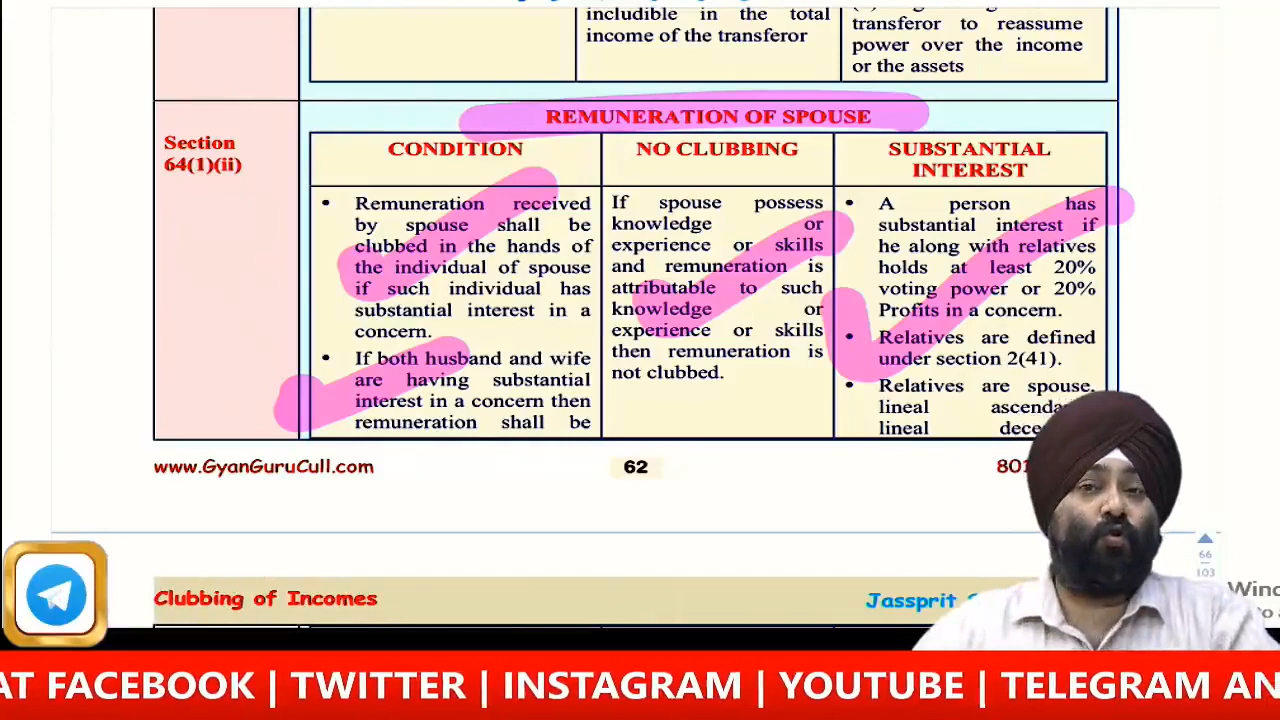 includible in the total
income of the transferor
transferor to reassume
power over the income
or the assets
REMUNERATION OF SPOUSE
Section
64(1)(ii)
CONDITION
NO CLUBBING
SUBSTANTIAL
INTEREST
• Remuneration received
by spouse shall be
clubbed in the hands of
the individual of spouse
if such individual has
substantial interest in a
concern.
• If both husband and wife
are having substantial
interest in a concern then
remuneration shall be
If spouse possess
knowledge or
experience or skills
and remuneration is
attributable to such
knowledge or
experience or skills
then remuneration is
not clubbed.
• A person has
substantial interest if
he along with relatives
holds at least 20%
voting power or 20%
Profits in a concern.
• Relatives are defined
under section 2(41).
• Relatives are spouse,
lineal
lineal
www.GyanGuruCull.com
62
801
66
103
Clubbing of Incomes
Jassprit
AT FACEBOOK | TWITTER | INSTAGRAM | YOUTUBE | TELEGRAM AN